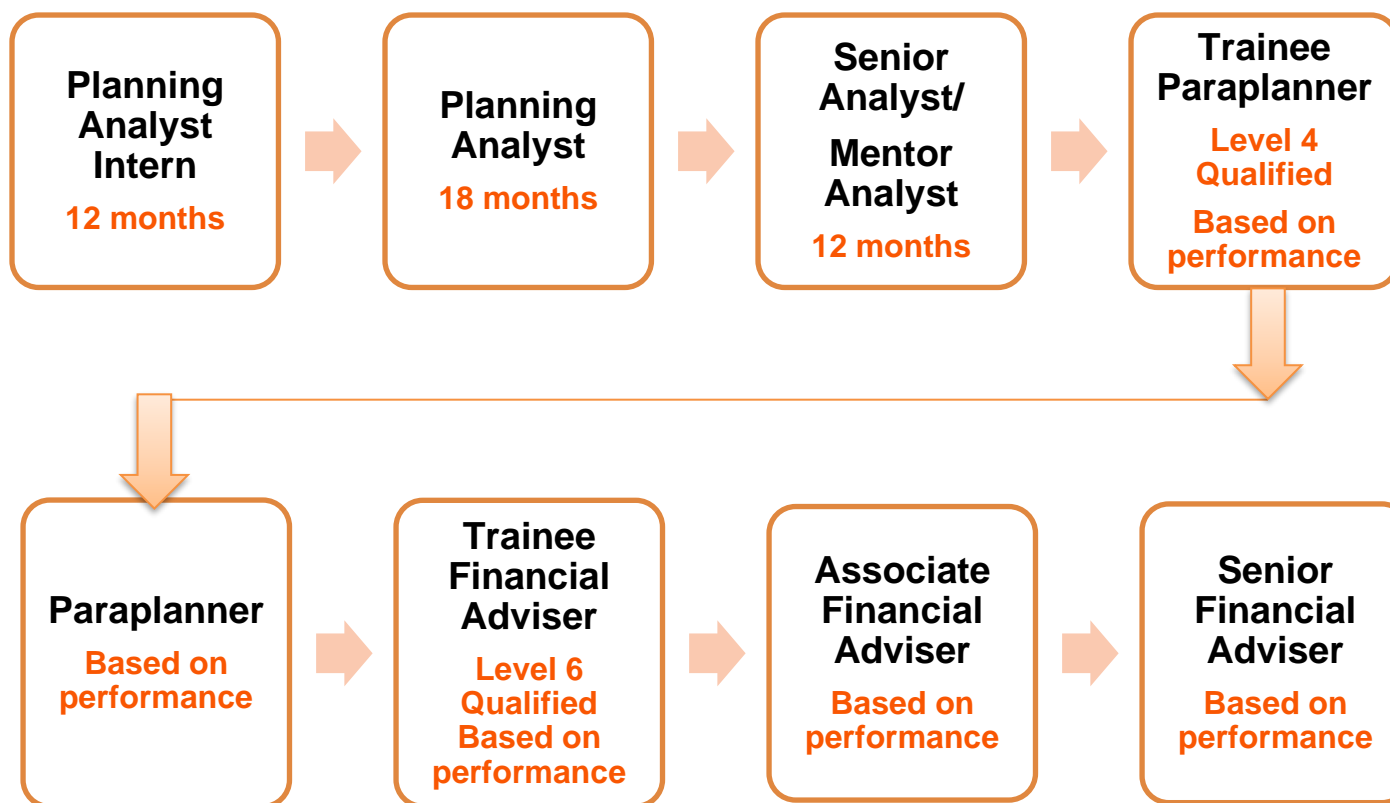 Planning
Analyst
Intern
12 months
Planning
Analyst
18 months
Senior
Analyst/
Mentor
Analyst
12 months
Trainee
Paraplanner
Level 4
Qualified
Based on
performance
Paraplanner
Based on
performance
Trainee
Financial
Adviser
Level 6
Qualified
Based on
performance
Associate
Financial
Adviser
Based on
performance
Senior
Financial
Adviser
Based on
performance